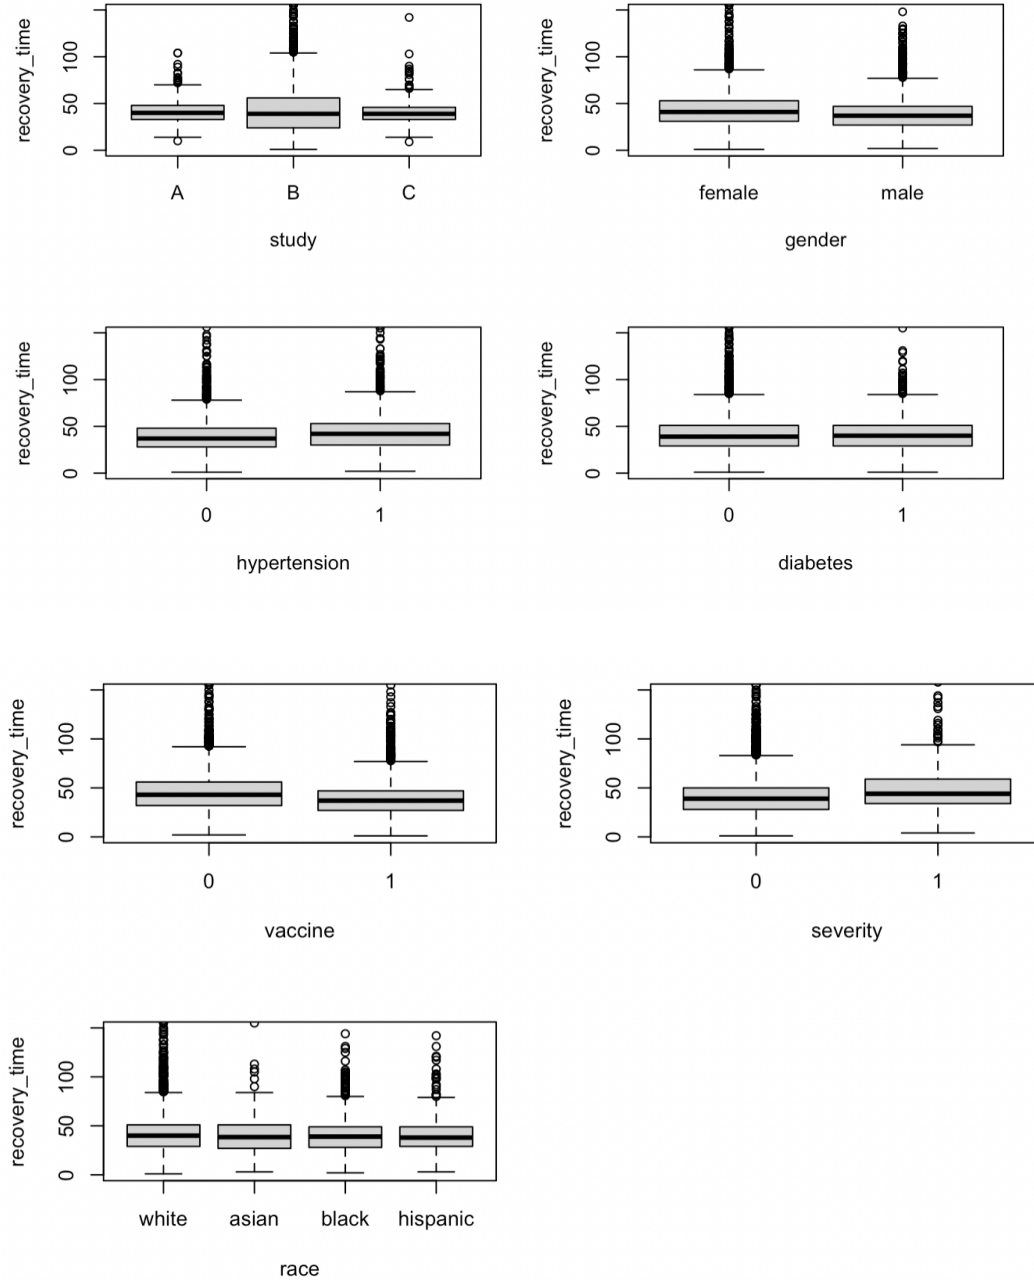 recovery_time
0 50 100
A B C
study
recovery_time
0 50 100
female male
gender
recovery_time
0 50 100
0 1
hypertension
recovery_time
0 50 100
0 1
diabetes
recovery_time
0 50 100
0 1
vaccine
recovery_time
0 50 100
0 1
severity
recovery_time
0 50 100
white asian black hispanic
race